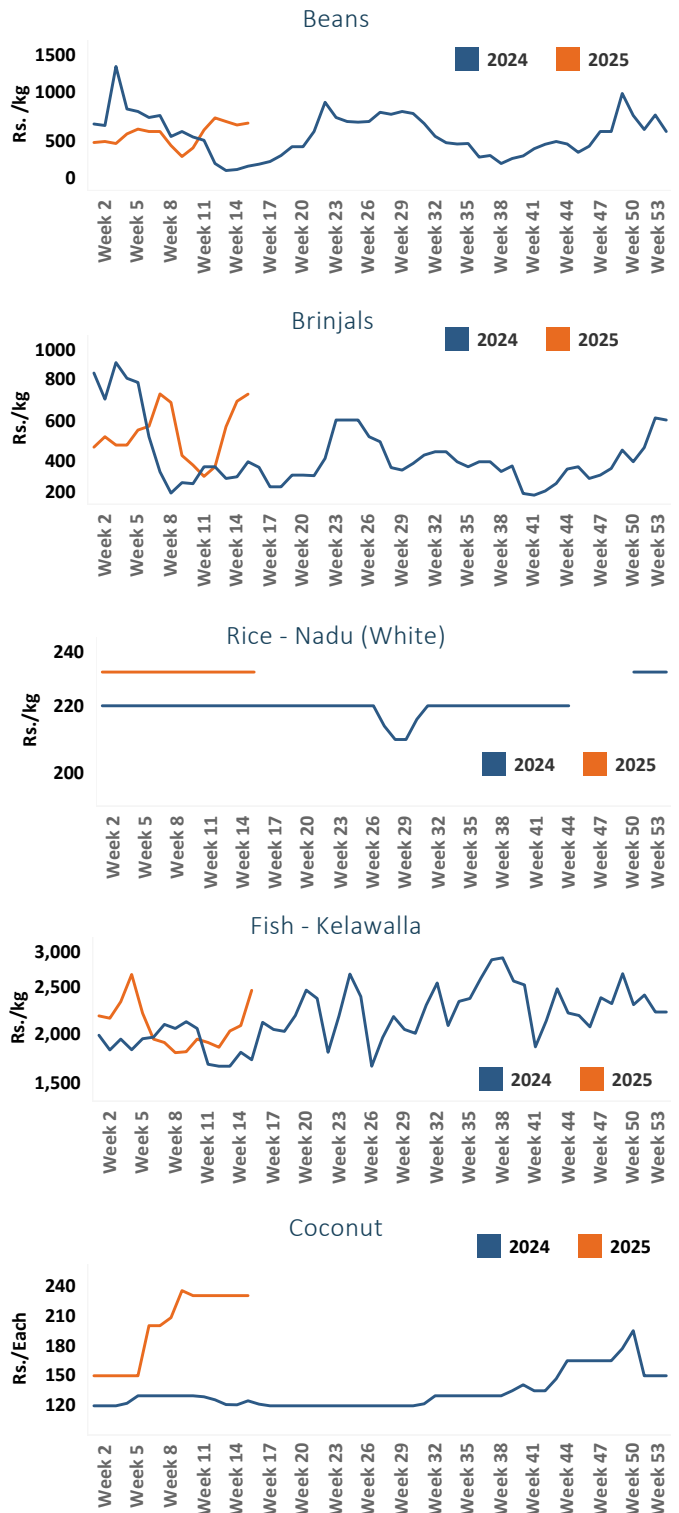 Beans
2024 2025
Rs. /kg
1500
1000
500
0
Week 2 Week 5 Week 8 Week 11 Week 14 Week 17 Week 20 Week 23 Week 26 Week 29 Week 32 Week 35 Week 38 Week 41 Week 44 Week 47 Week 50 Week 53
Brinjals
2024 2025
Rs./kg
1000
800
600
400
200
Week 2 Week 5 Week 8 Week 11 Week 14 Week 17 Week 20 Week 23 Week 26 Week 29 Week 32 Week 35 Week 38 Week 41 Week 44 Week 47 Week 50 Week 53
Rice - Nadu (White)
Rs./kg
240
220
200
2024 2025
Week 2 Week 5 Week 8 Week 11 Week 14 Week 17 Week 20 Week 23 Week 26 Week 29 Week 32 Week 35 Week 38 Week 41 Week 44 Week 47 Week 50 Week 53
Fish - Kelawalla
Rs./kg
3,000
2,500
2,000
1,500
2024 2025
Week 2 Week 5 Week 8 Week 11 Week 14 Week 17 Week 20 Week 23 Week 26 Week 29 Week 32 Week 35 Week 38 Week 41 Week 44 Week 47 Week 50 Week 53
Coconut
2024 2025
Rs./Each
240
210
180
150
120
Week 2 Week 5 Week 8 Week 11 Week 14 Week 17 Week 20 Week 23 Week 26 Week 29 Week 32 Week 35 Week 38 Week 41 Week 44 Week 47 Week 50 Week 53